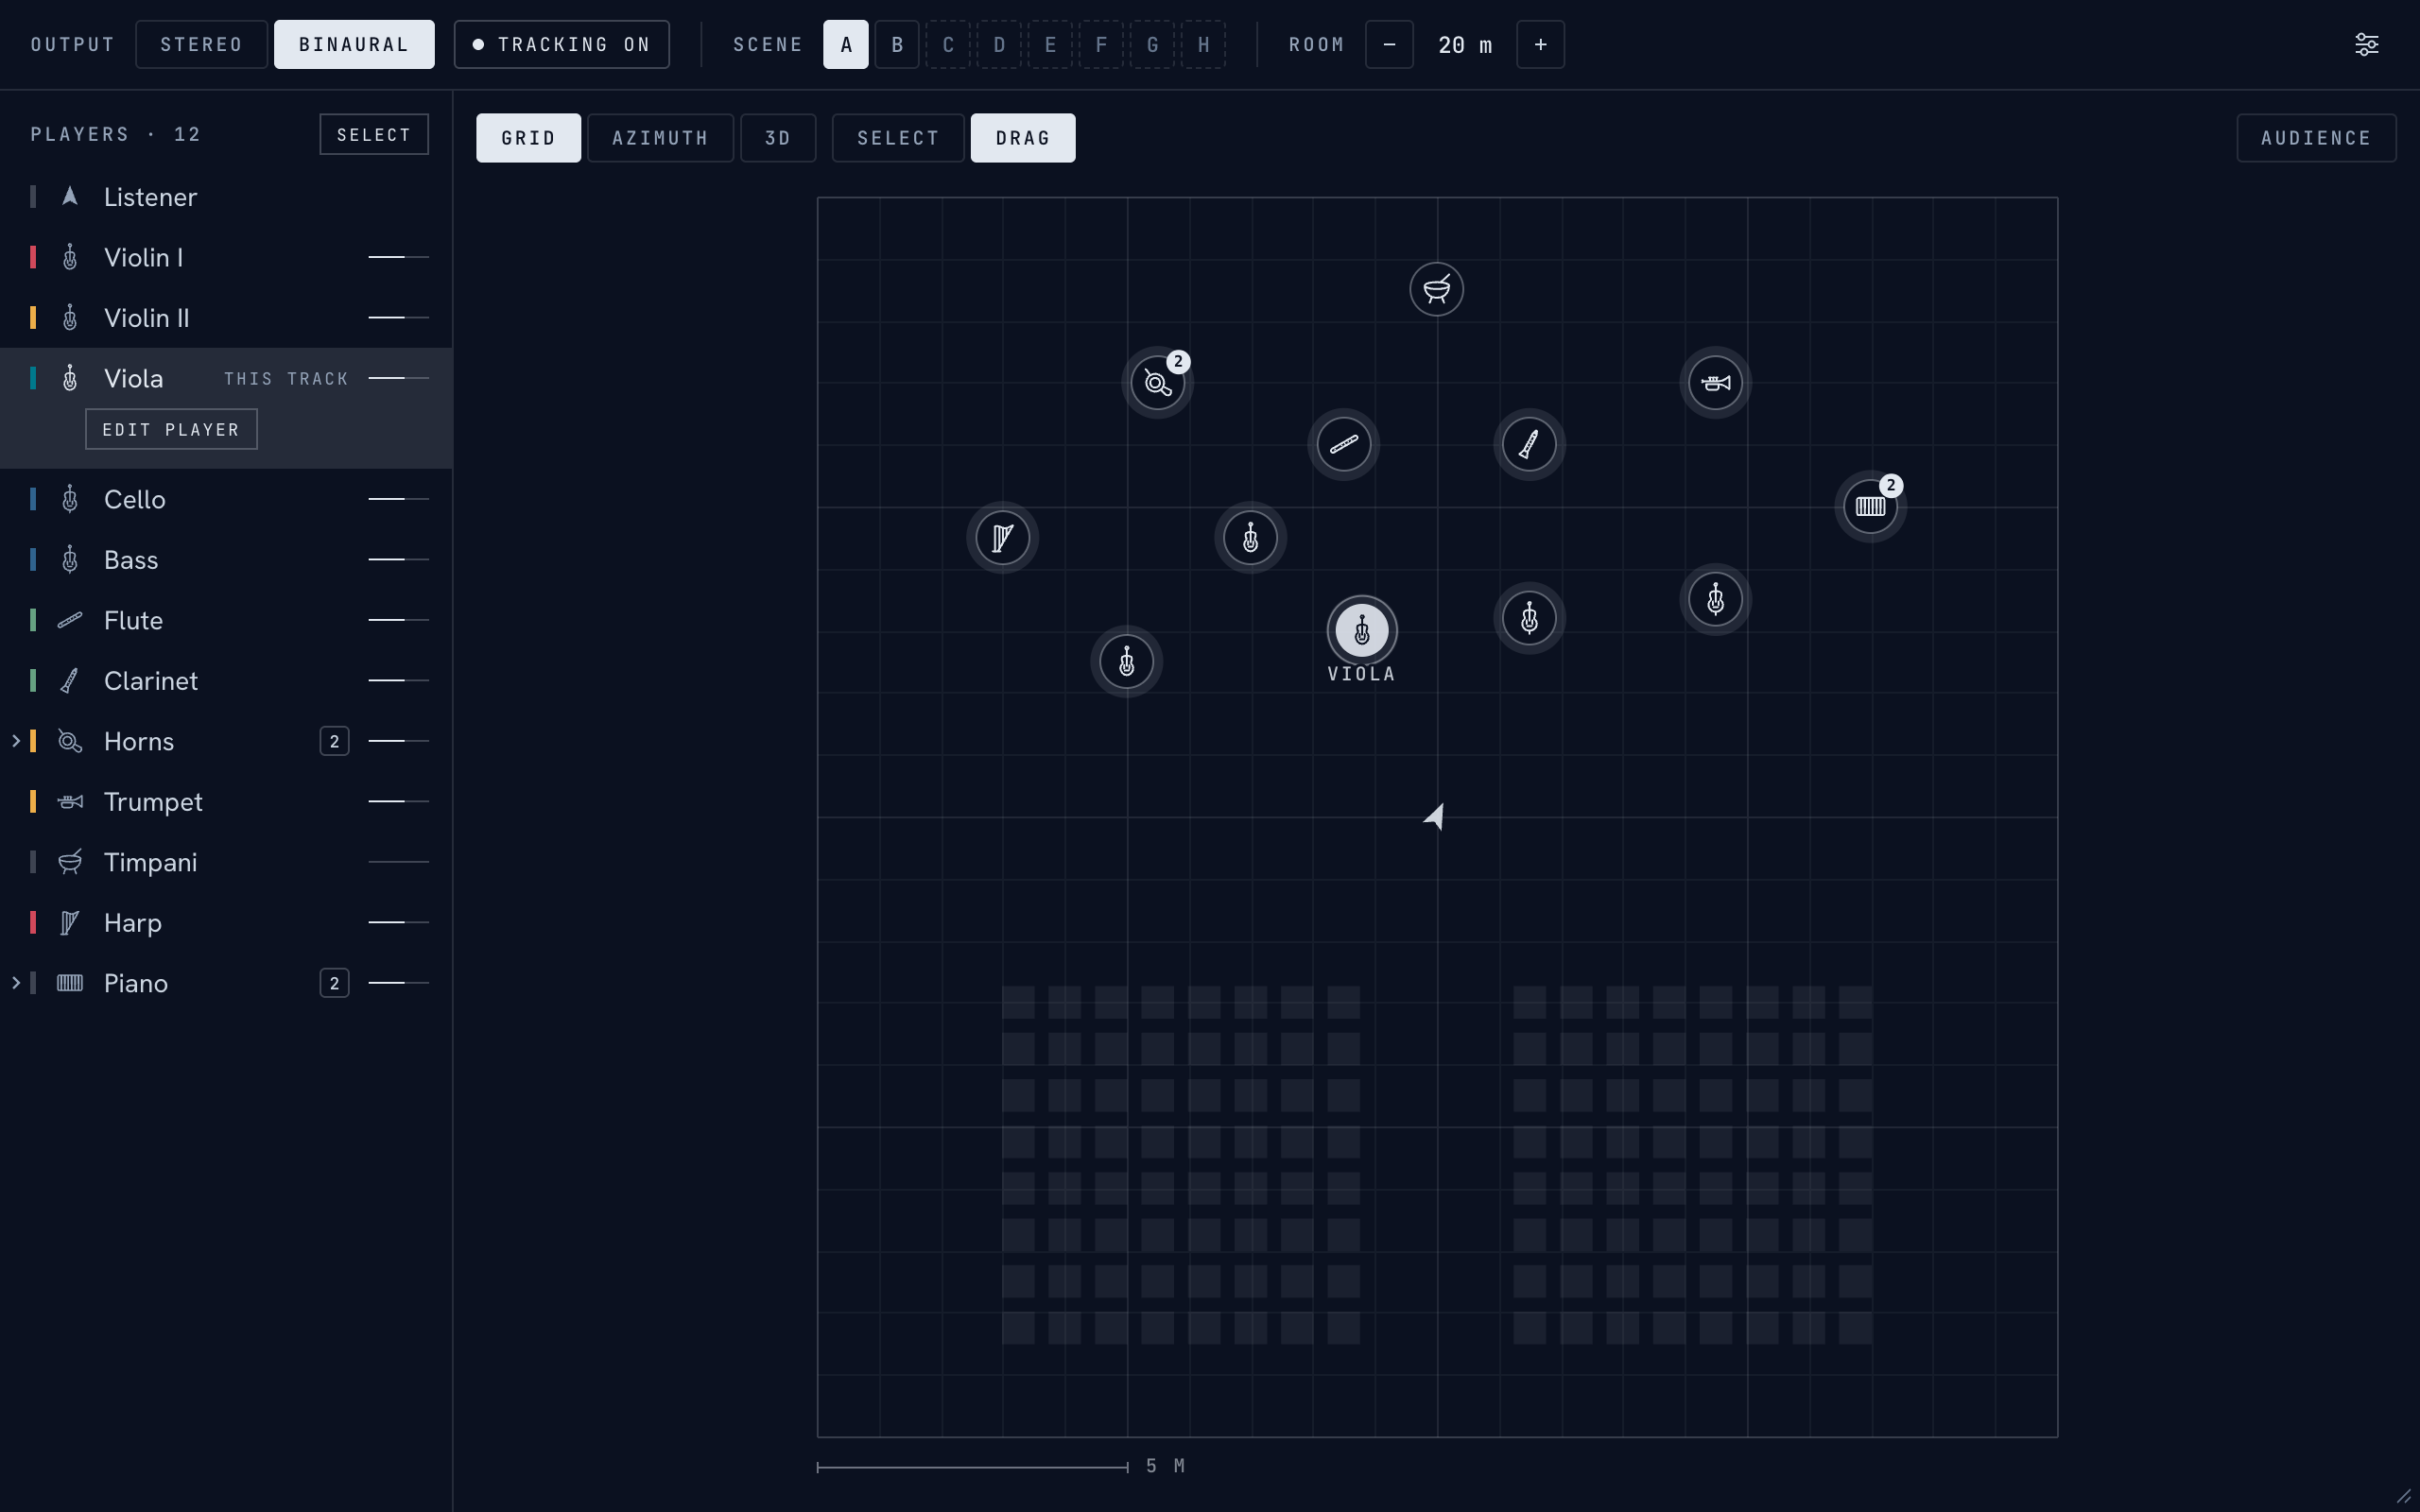 OUTPUT STEREO BINAURAL TRACKING ON SCENE A B C D E F G H ROOM − 20 m +
PLAYERS · 12 SELECT
GRID AZIMUTH 3D SELECT DRAG AUDIENCE
Listener
Violin I
Violin II
Viola THIS TRACK
EDIT PLAYER
Cello
Bass
Flute
Clarinet
Horns 2
Trumpet
Timpani
Harp
Piano 2
2
2
VIOLA
5 M